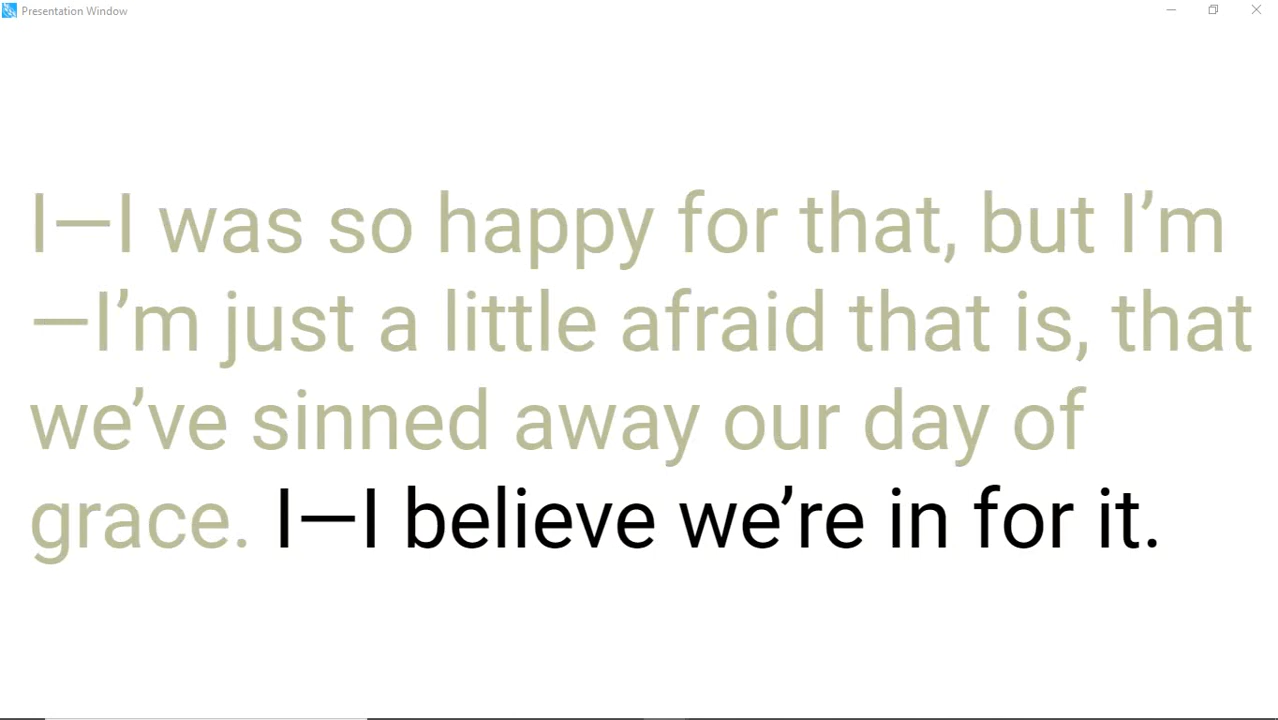 Presentation Window
I—I was so happy for that, but I’m
—I’m just a little afraid that is, that
we’ve sinned away our day of
grace. I—I believe we’re in for it.